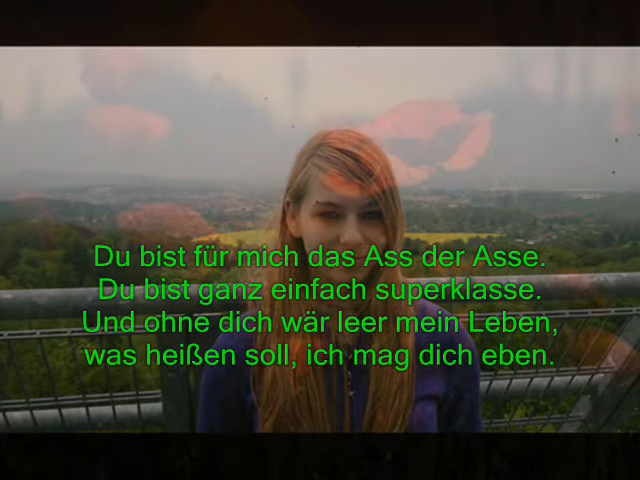 Du bist für mich das Ass der Asse.
Du bist ganz einfach superklasse.
Und ohne dich wär leer mein Leben,
was heißen soll, ich mag dich eben.